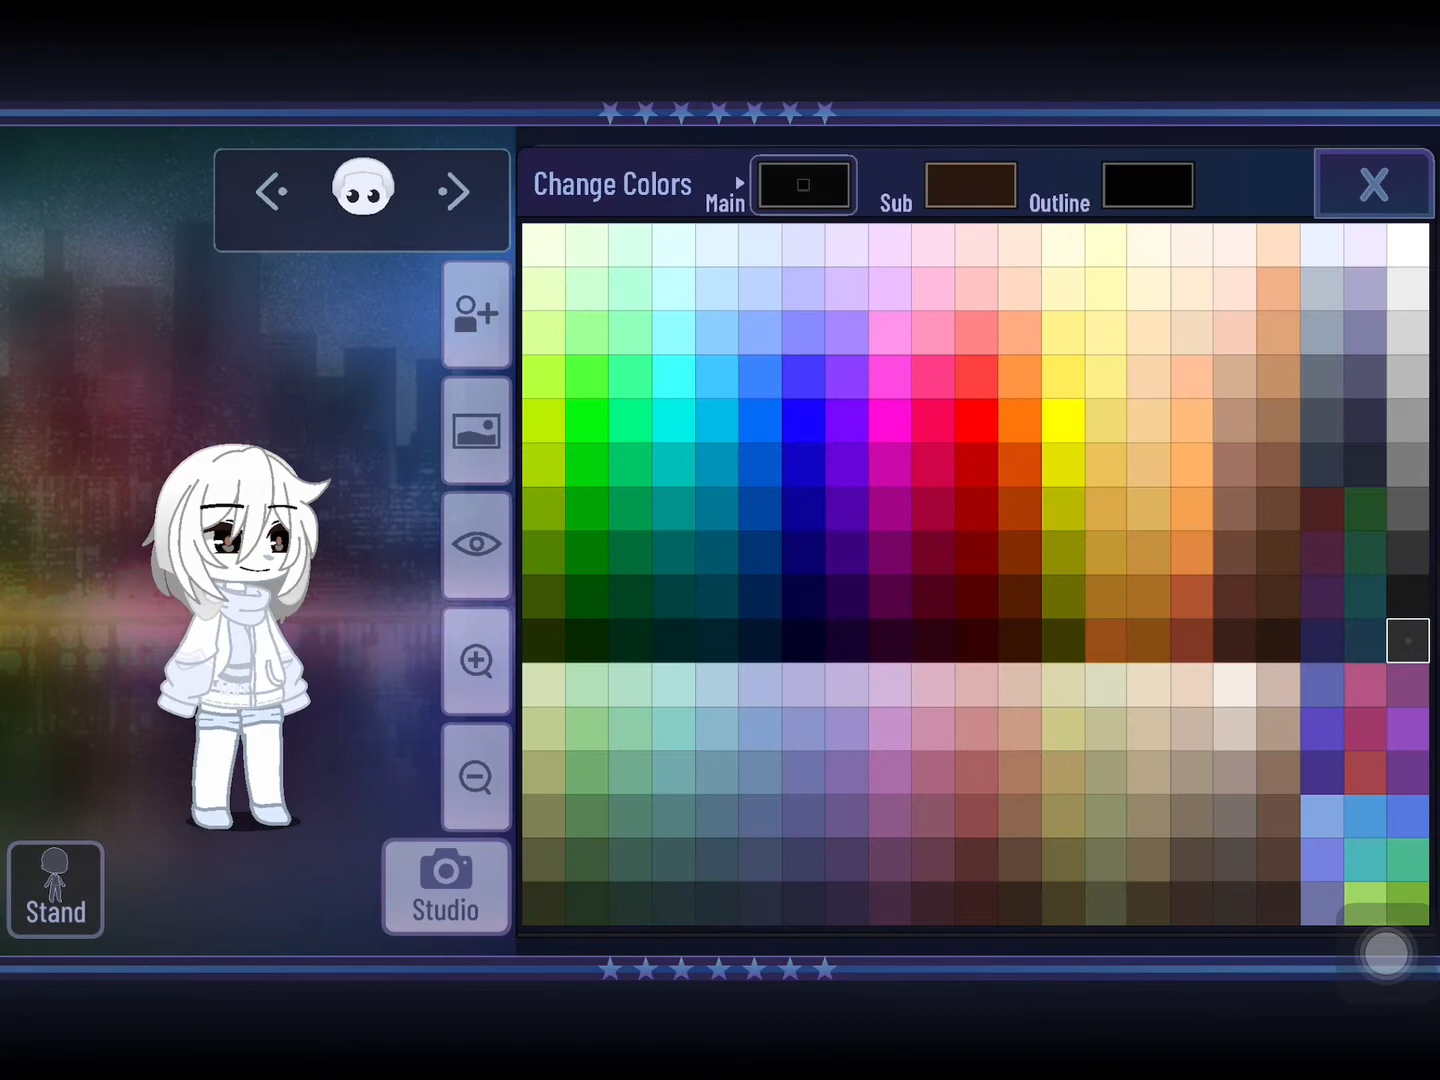 Change Colors
Main
Sub
Outline
X
Stand
Studio